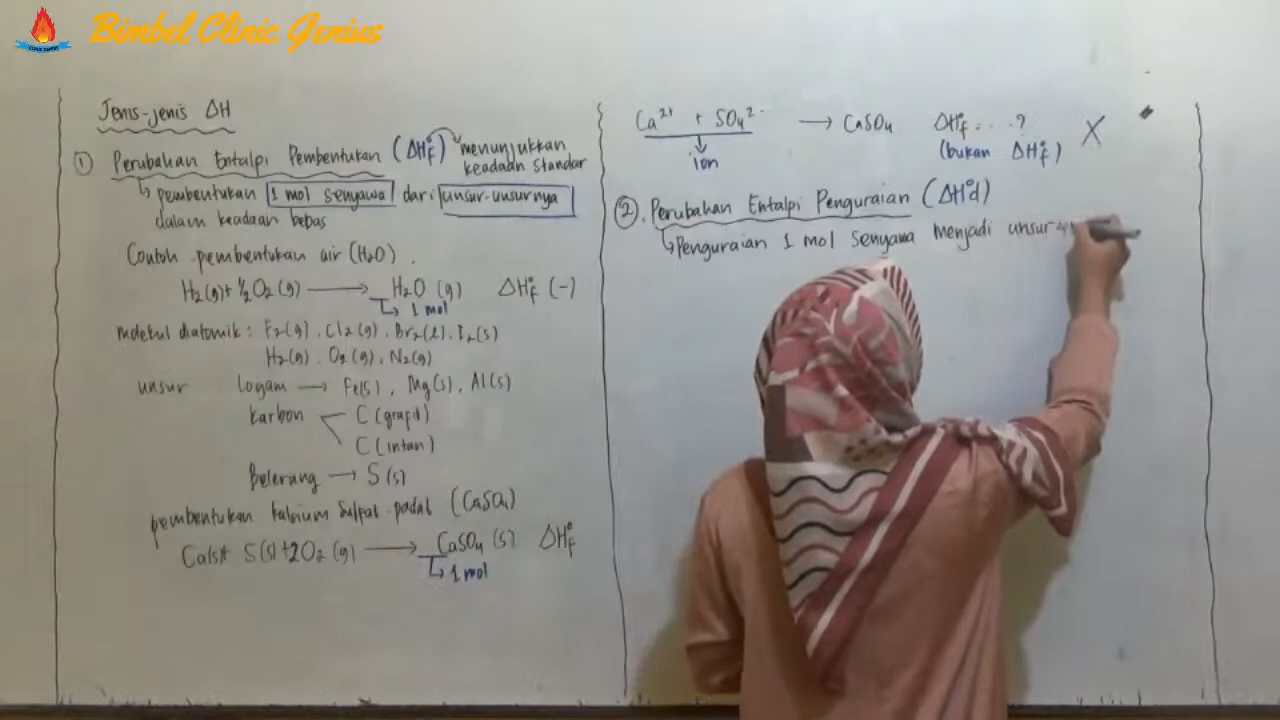 Bimbel Clinic Genius
CLINIC GENIUS
Jenis-jenis ΔH
① Perubahan Entalpi Pembentukan (ΔH°f) menunjukkan keadaan standar
↳ pembentukan 1 mol senyawa dari unsur-unsurnya
dalam keadaan bebas
Contoh pembentukan air (H₂O).
H₂(g) + ½O₂(g) ⟶ H₂O (g) ΔH°f (-)
↳ 1 mol
molekul diatomik : F₂(g), Cl₂(g), Br₂(l), I₂(s)
H₂(g), O₂(g), N₂(g)
unsur Logam ⟶ Fe(s), Mg(s), Al(s)
karbon C (grafit)
C (intan)
Belerang ⟶ S (s)
pembentukan kalsium sulfat padat (CaSO₄)
Ca(s)+ S(s)+2O₂ (g) ⟶ CaSO₄ (s) ΔH°f
↳ 1 mol
Ca²⁺ + SO₄²⁻ ⟶ CaSO₄ ΔH°f = ...? X
↓ ion (bukan ΔH°f)
②. Perubahan Entalpi Penguraian (ΔH°d)
↳ Penguraian 1 mol senyawa menjadi unsur-